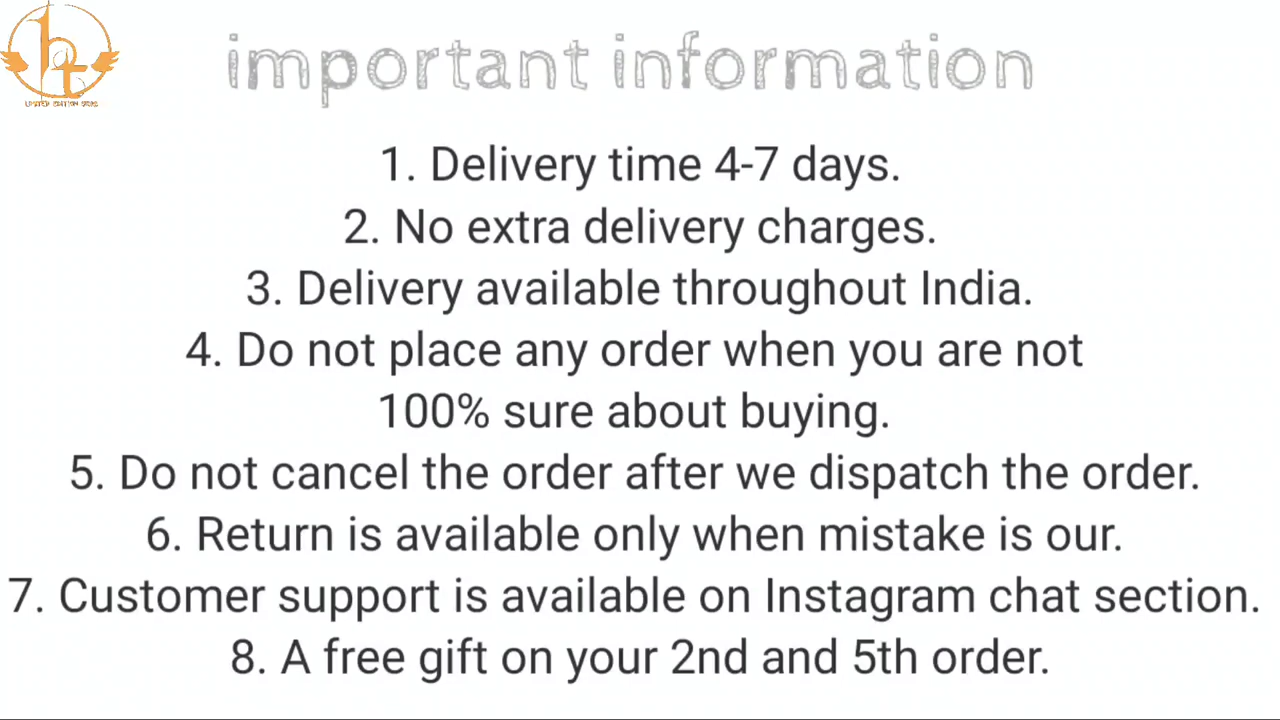 ht
important information
1. Delivery time 4-7 days.
2. No extra delivery charges.
3. Delivery available throughout India.
4. Do not place any order when you are not
100% sure about buying.
5. Do not cancel the order after we dispatch the order.
6. Return is available only when mistake is our.
7. Customer support is available on Instagram chat section.
8. A free gift on your 2nd and 5th order.